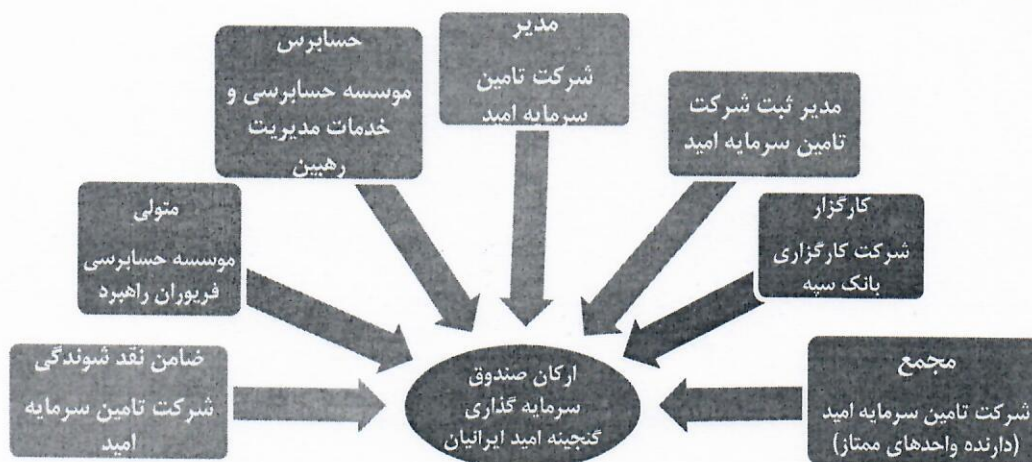 مدیر
شرکت تامین
سرمایه امید
حسابرس
موسسه حسابرسی و
خدمات مدیریت
رهبین
مدیر ثبت شرکت
تامین سرمایه امید
متولی
موسسه حسابرسی
فریوران راهبرد
کارگزار
شرکت کارگزاری
بانک سپه
ضامن نقد شوندگی
شرکت تامین سرمایه
امید
مجمع
شرکت تامین سرمایه امید
(دارنده واحدهای ممتاز)
ارکان صندوق
سرمایه گذاری
گنجینه امید ایرانیان